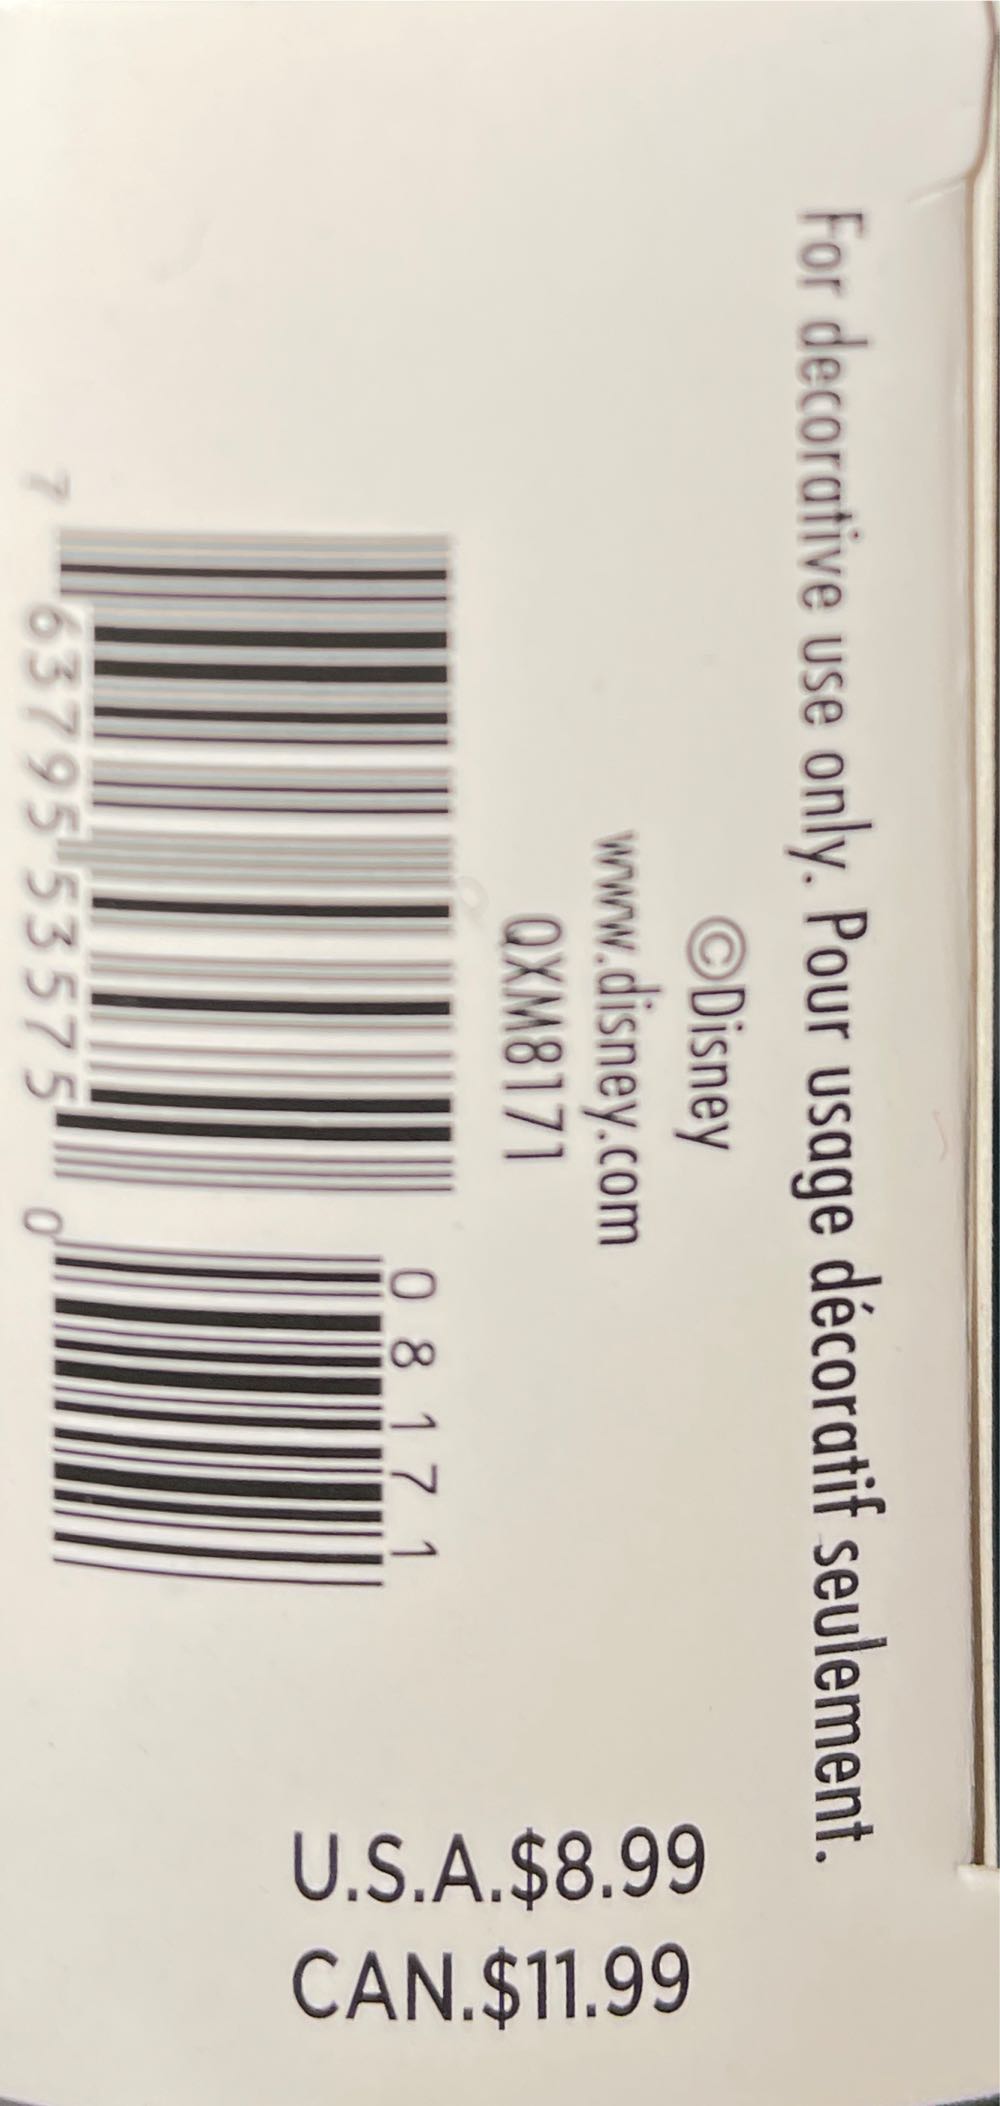 For decorative use only. Pour usage décoratif seulement.
©Disney
www.disney.com
QXM8171
0 8 1 7 1
7 63795 53575 0
U.S.A.$8.99
CAN.$11.99